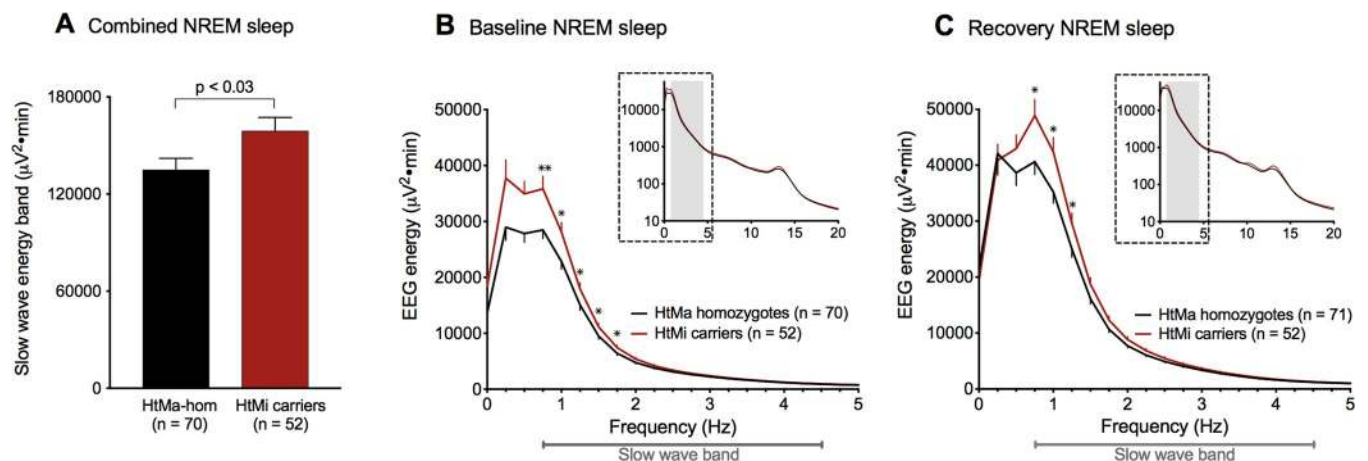 A Combined NREM sleep
p < 0.03
Slow wave energy band (μV²•min)
180000
120000
60000
0
HtMa-hom
(n = 70)
HtMi carriers
(n = 52)
B Baseline NREM sleep
EEG energy (μV²•min)
50000
40000
30000
20000
10000
0
** 
*
*
*
*
10000
1000
100
10
0 5 10 15 20
HtMa homozygotes (n = 70)
HtMi carriers (n = 52)
0 1 2 3 4 5
Frequency (Hz)
Slow wave band
C Recovery NREM sleep
EEG energy (μV²•min)
50000
40000
30000
20000
10000
0
*
*
*
10000
1000
100
10
0 5 10 15 20
HtMa homozygotes (n = 71)
HtMi carriers (n = 52)
0 1 2 3 4 5
Frequency (Hz)
Slow wave band